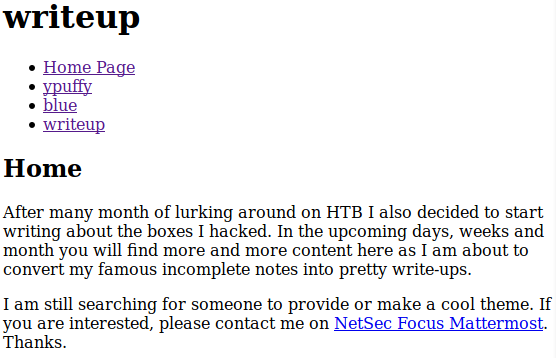 writeup
Home Page
ypuffy
blue
writeup
Home
After many month of lurking around on HTB I also decided to start
writing about the boxes I hacked. In the upcoming days, weeks and
month you will find more and more content here as I am about to
convert my famous incomplete notes into pretty write-ups.
I am still searching for someone to provide or make a cool theme. If
you are interested, please contact me on NetSec Focus Mattermost.
Thanks.